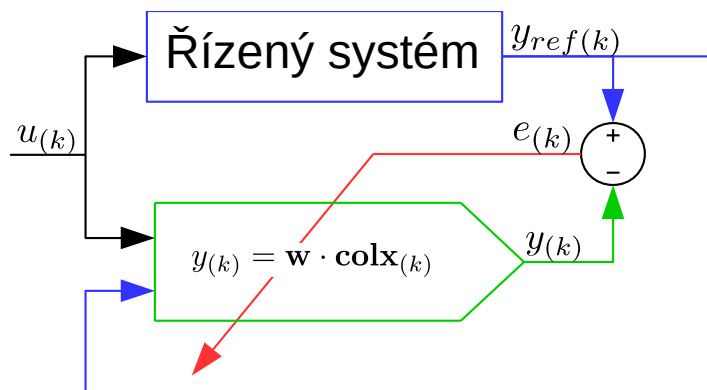 Řízený systém
y_{ref(k)}
u_{(k)}
e_{(k)}
+
−
y_{(k)} = w · colx_{(k)}
y_{(k)}